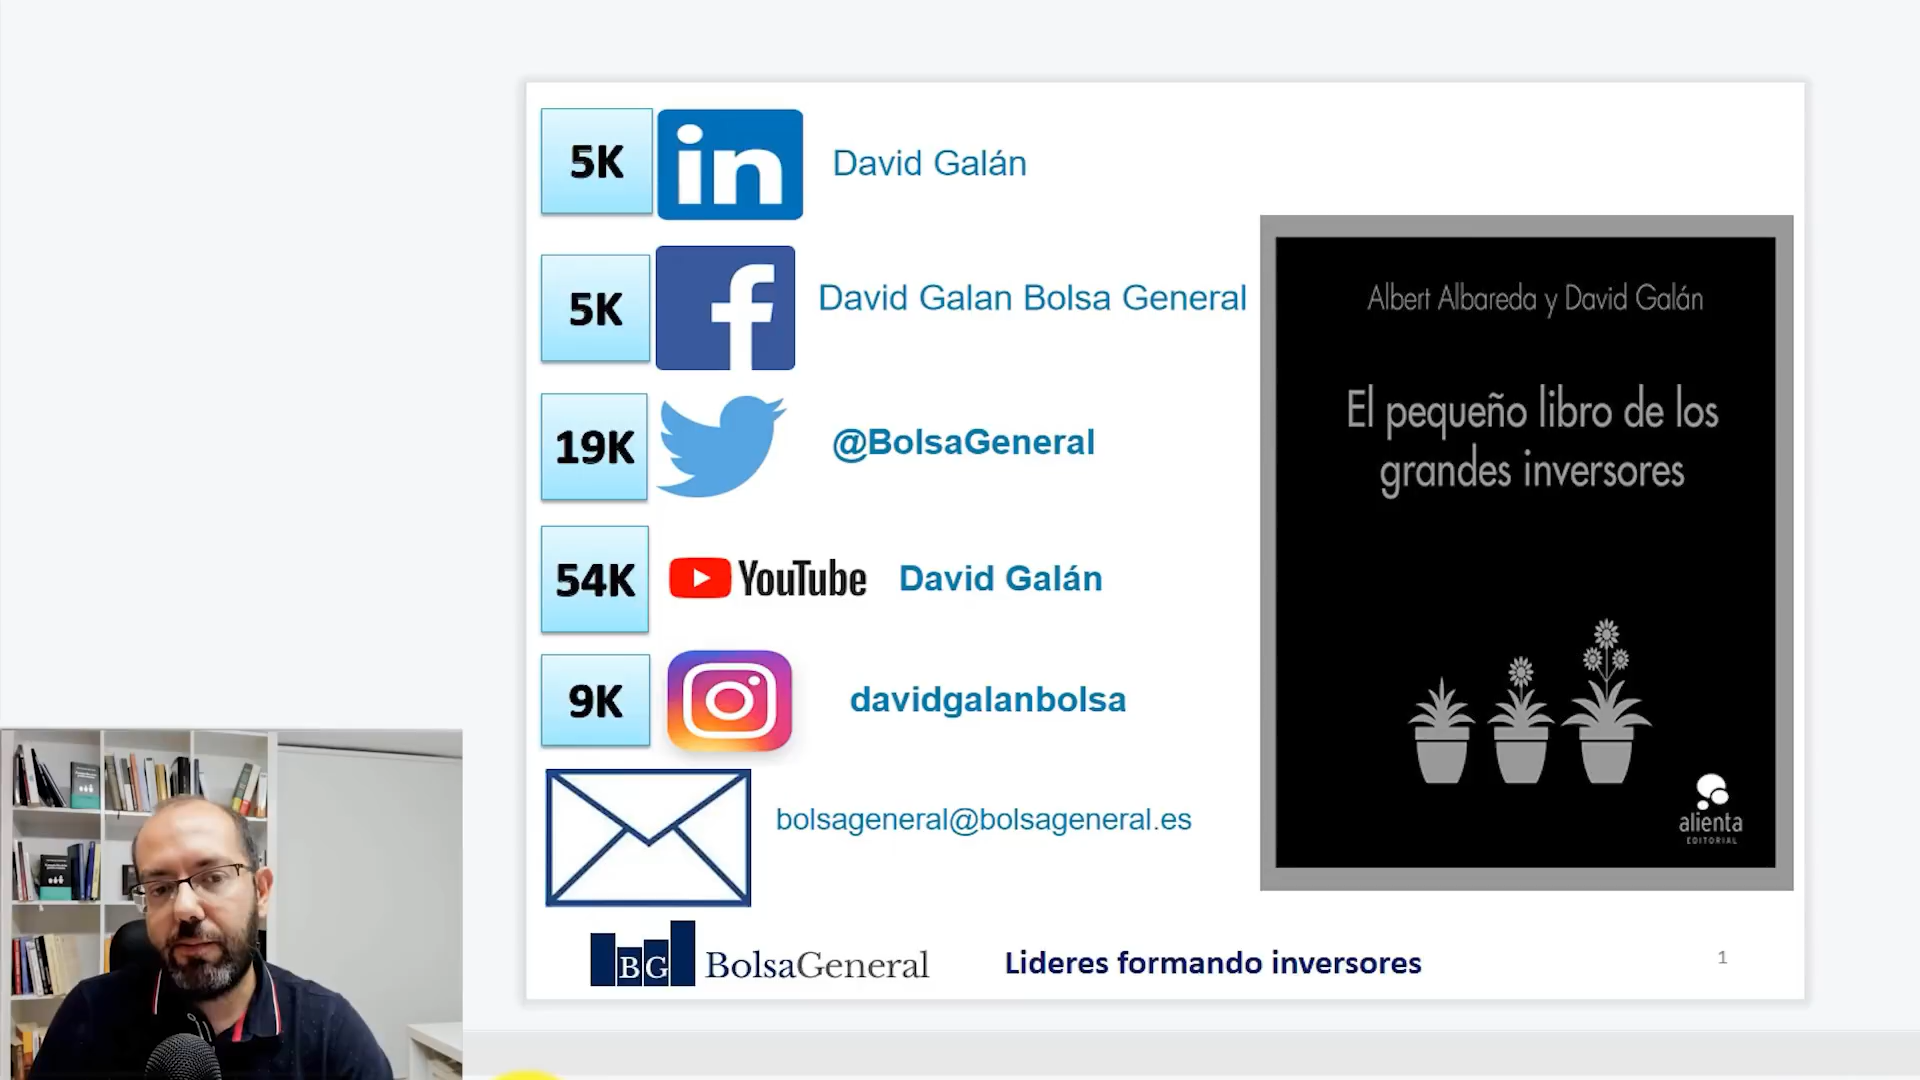 5K
in
David Galán
5K
f
David Galan Bolsa General
19K
@BolsaGeneral
54K
YouTube
David Galán
9K
davidgalanbolsa
bolsageneral@bolsageneral.es
BG
BolsaGeneral
Lideres formando inversores
1
Albert Albareda y David Galán
El pequeño libro de los
grandes inversores
alienta
EDITORIAL